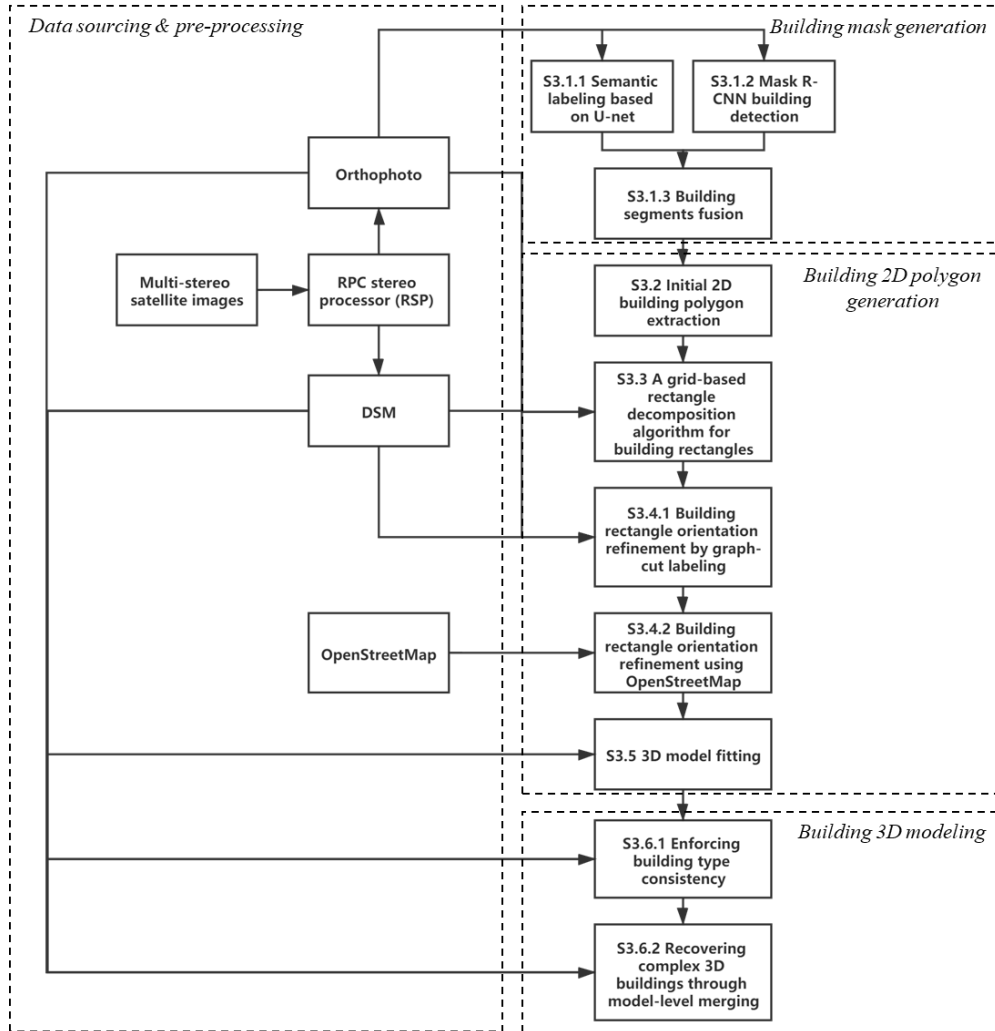 Data sourcing & pre-processing
Building mask generation
S3.1.1 Semantic
labeling based
on U-net
S3.1.2 Mask R-
CNN building
detection
Orthophoto
S3.1.3 Building
segments fusion
Multi-stereo
satellite images
RPC stereo
processor (RSP)
Building 2D polygon
generation
S3.2 Initial 2D
building polygon
extraction
DSM
S3.3 A grid-based
rectangle
decomposition
algorithm for
building rectangles
S3.4.1 Building
rectangle orientation
refinement by graph-
cut labeling
OpenStreetMap
S3.4.2 Building
rectangle orientation
refinement using
OpenStreetMap
S3.5 3D model fitting
Building 3D modeling
S3.6.1 Enforcing
building type
consistency
S3.6.2 Recovering
complex 3D
buildings through
model-level merging